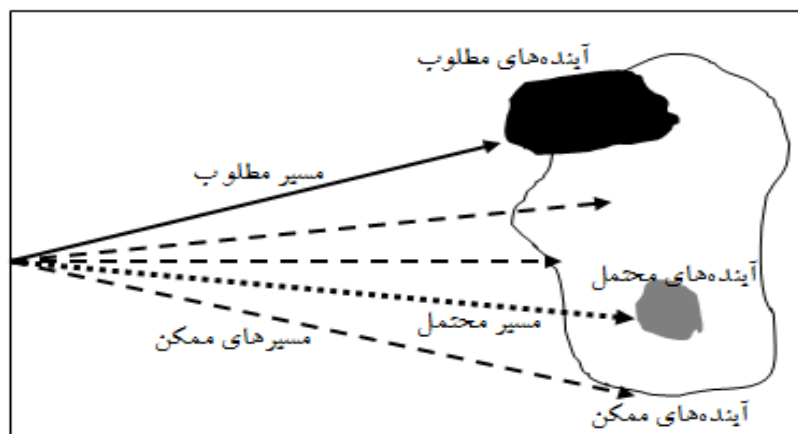 آینده‌های مطلوب
مسیر مطلوب
آینده‌های محتمل
مسیر محتمل
مسیرهای ممکن
آینده‌های ممکن